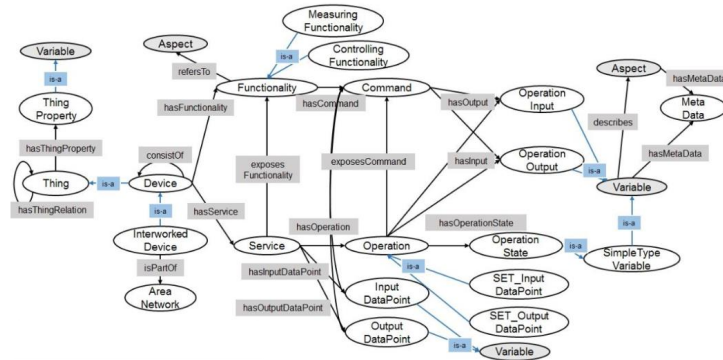 Measuring
Functionality
Variable
Aspect
Controlling
Functionality
Aspect
hasMetaData
is-a
refersTo
is-a
Thing
Property
hasFunctionality
Functionality
hasCommand
Command
hasOutput
Operation
Input
Meta
Data
hasThingProperty
consistOf
exposes
Functionality
exposesCommand
hasInput
Operation
Output
describes
is-a
hasMetaData
Thing
is-a
Device
Variable
hasThingRelation
is-a
hasService
hasOperation
hasOperationState
is-a
Interworked
Device
Service
Operation
Operation
State
is-a
SimpleType
Variable
isPartOf
hasInputDataPoint
is-a
Area
Network
hasOutputDataPoint
Input
DataPoint
is-a
SET_Input
DataPoint
SET_Output
DataPoint
Output
DataPoint
is-a
Variable